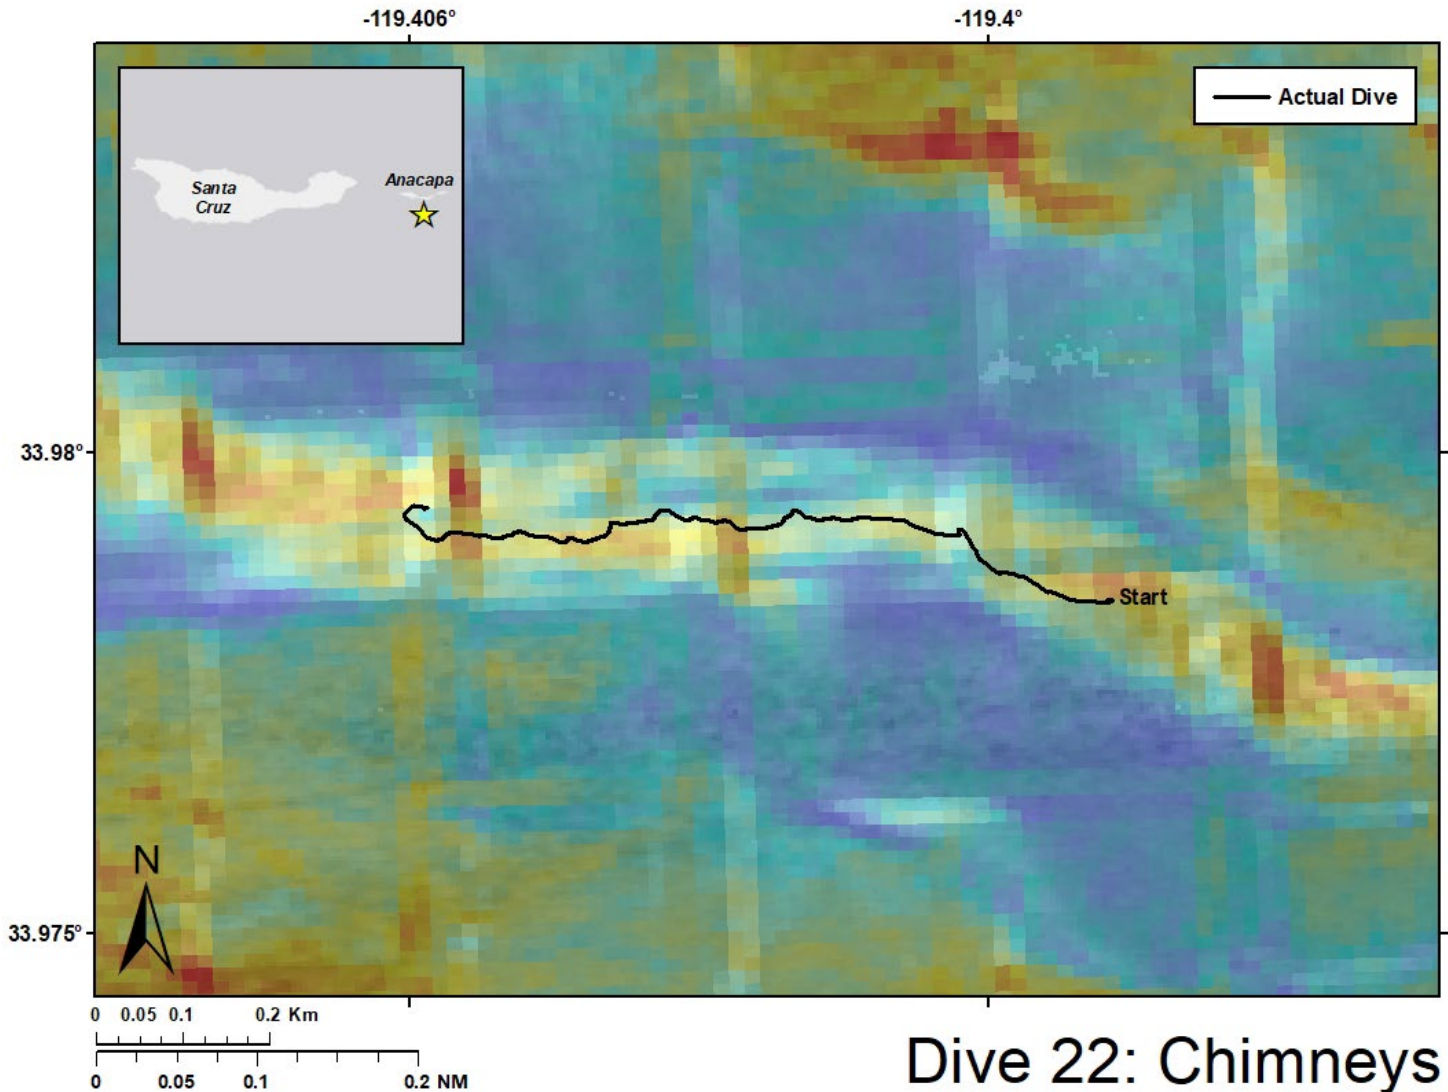 -119.406° -119.4°
Actual Dive
Santa
Cruz
Anacapa
33.98°
Start
N
33.975°
0 0.05 0.1 0.2 Km
0 0.05 0.1 0.2 NM
Dive 22: Chimneys